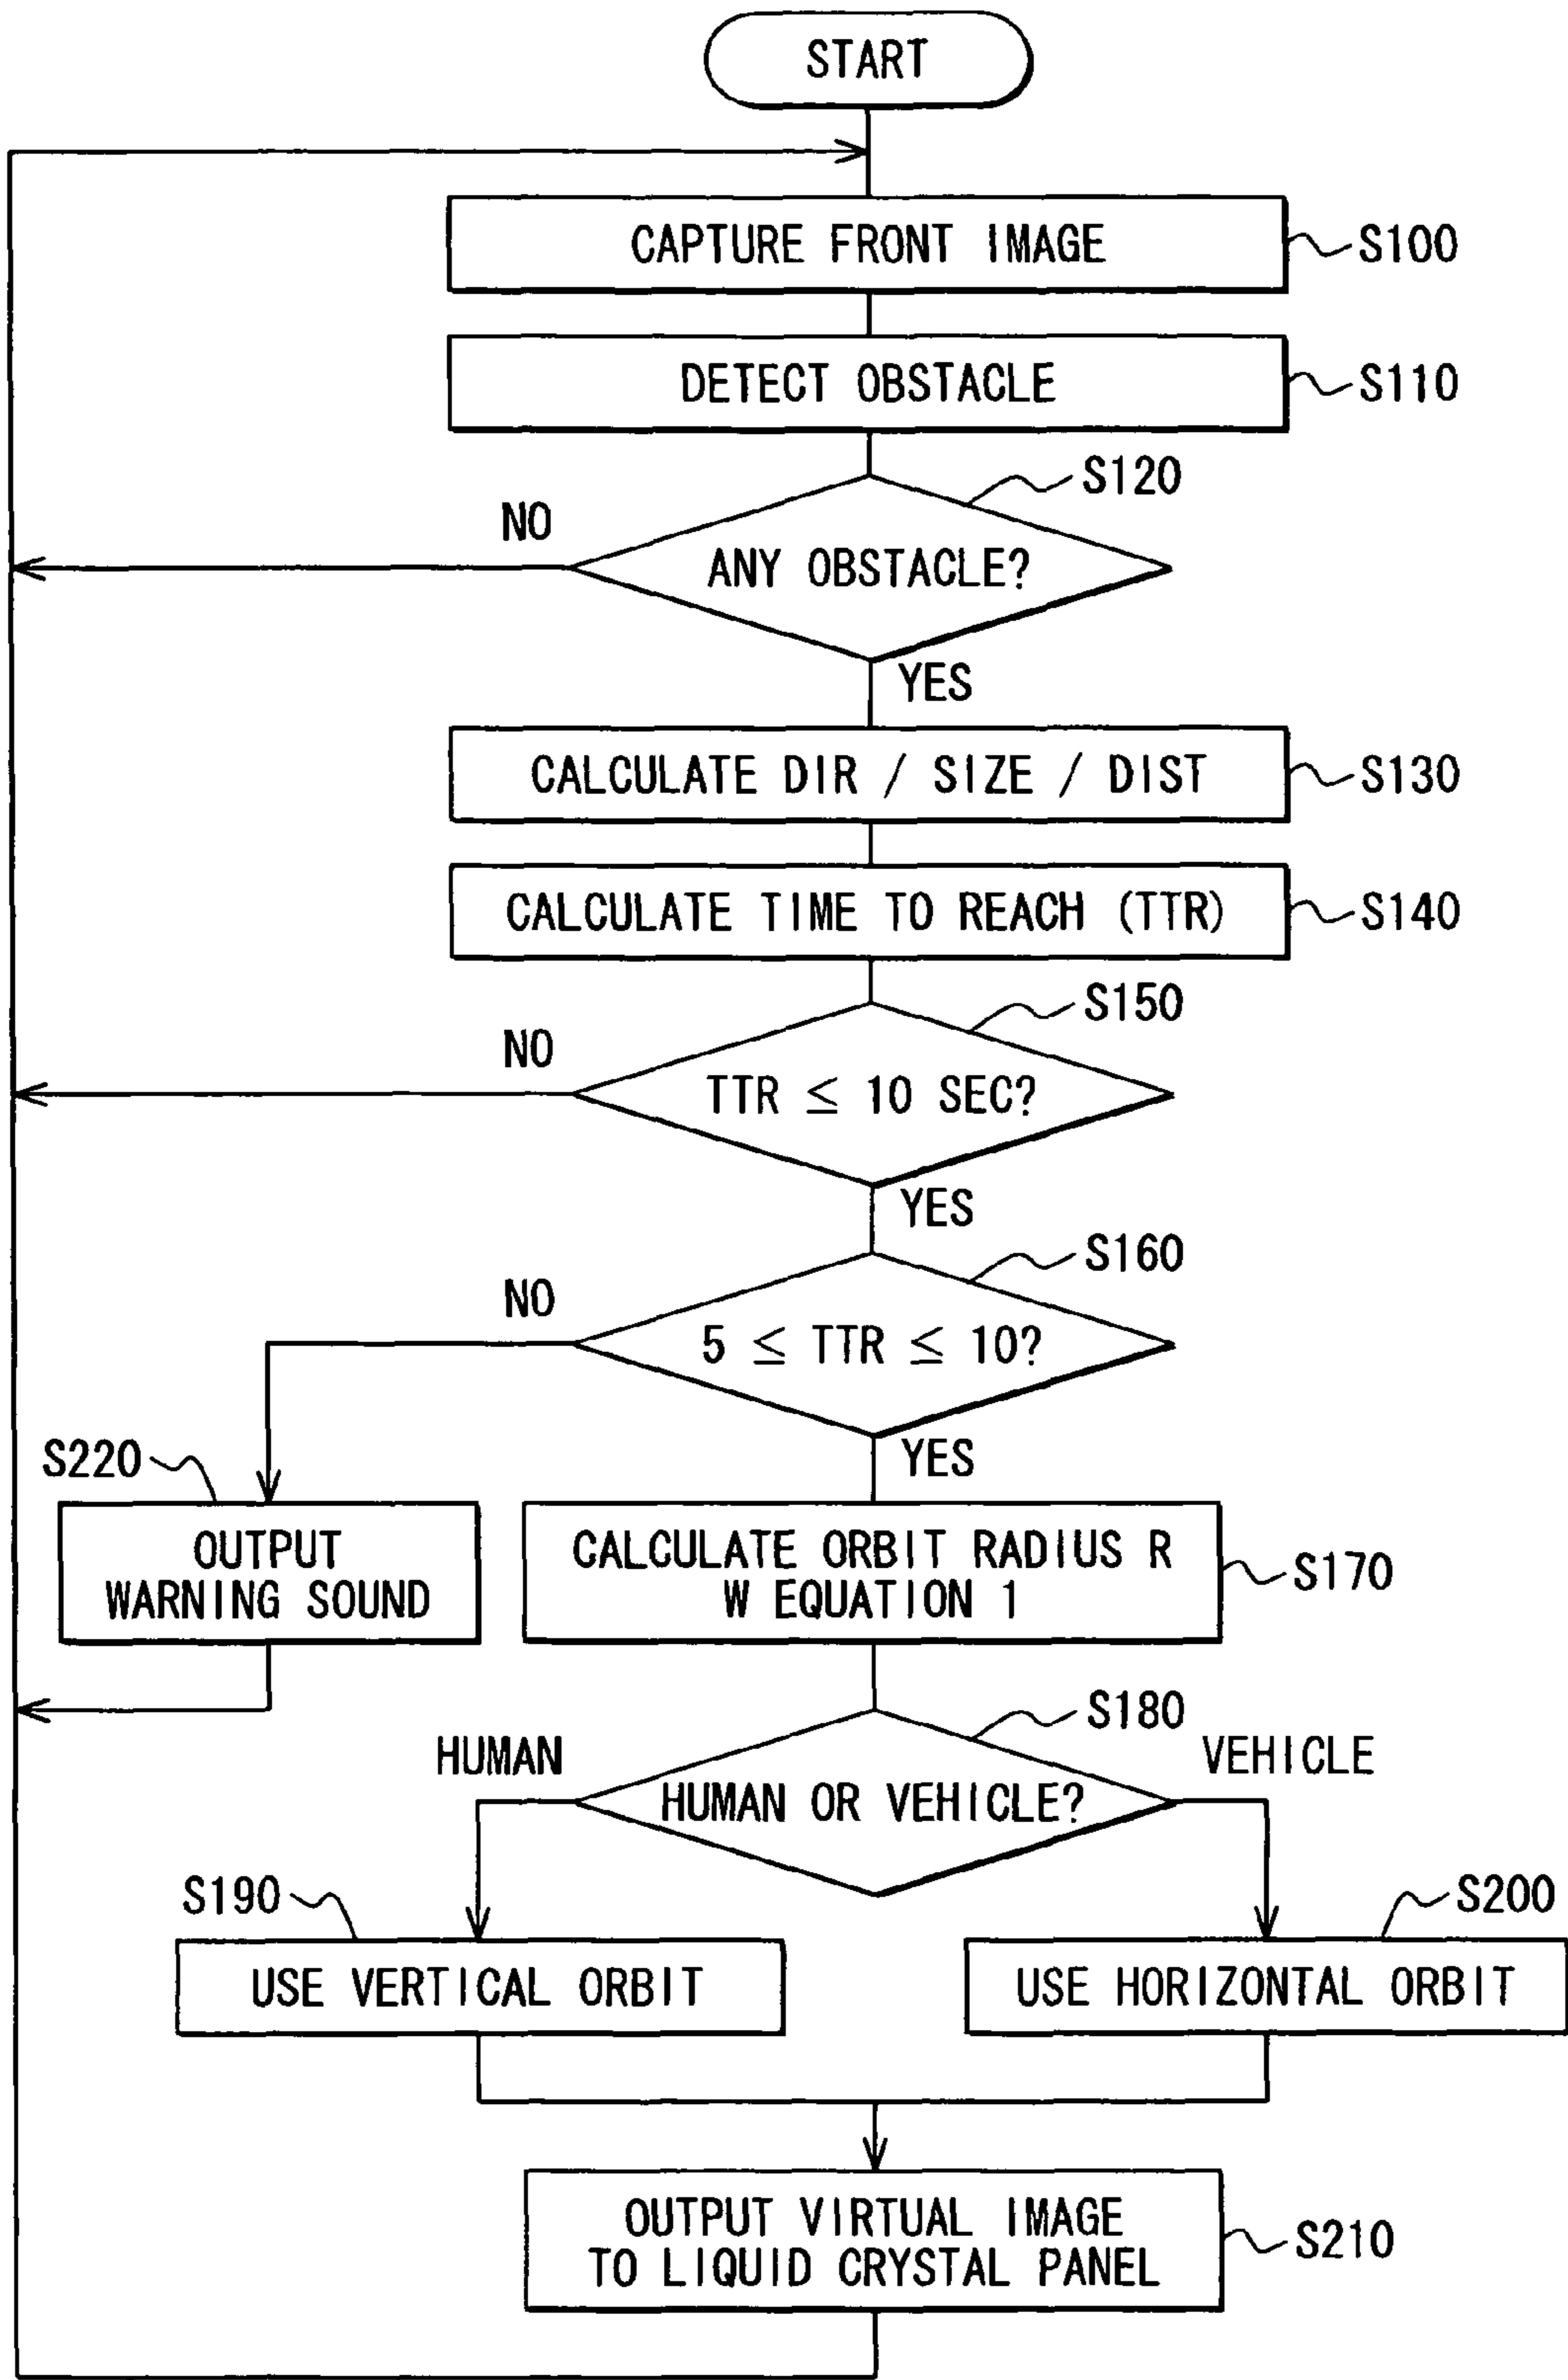 START
CAPTURE FRONT IMAGE
S100
DETECT OBSTACLE
S110
S120
NO
ANY OBSTACLE?
YES
CALCULATE DIR / SIZE / DIST
S130
CALCULATE TIME TO REACH (TTR)
S140
S150
NO
TTR ≤ 10 SEC?
YES
S160
NO
5 ≤ TTR ≤ 10?
YES
S220
OUTPUT
WARNING SOUND
CALCULATE ORBIT RADIUS R
W EQUATION 1
S170
S180
HUMAN
VEHICLE
HUMAN OR VEHICLE?
S190
S200
USE VERTICAL ORBIT
USE HORIZONTAL ORBIT
OUTPUT VIRTUAL IMAGE
TO LIQUID CRYSTAL PANEL
S210